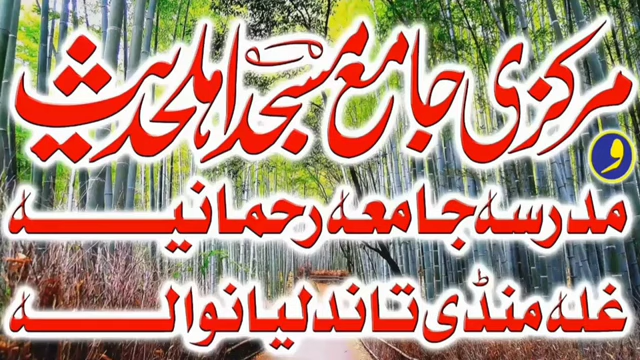 مرکزی جامع مسجد اہلحدیث
و
مدرسہ جامعہ رحمانیہ
غلہ منڈی تاندلیانوالہ